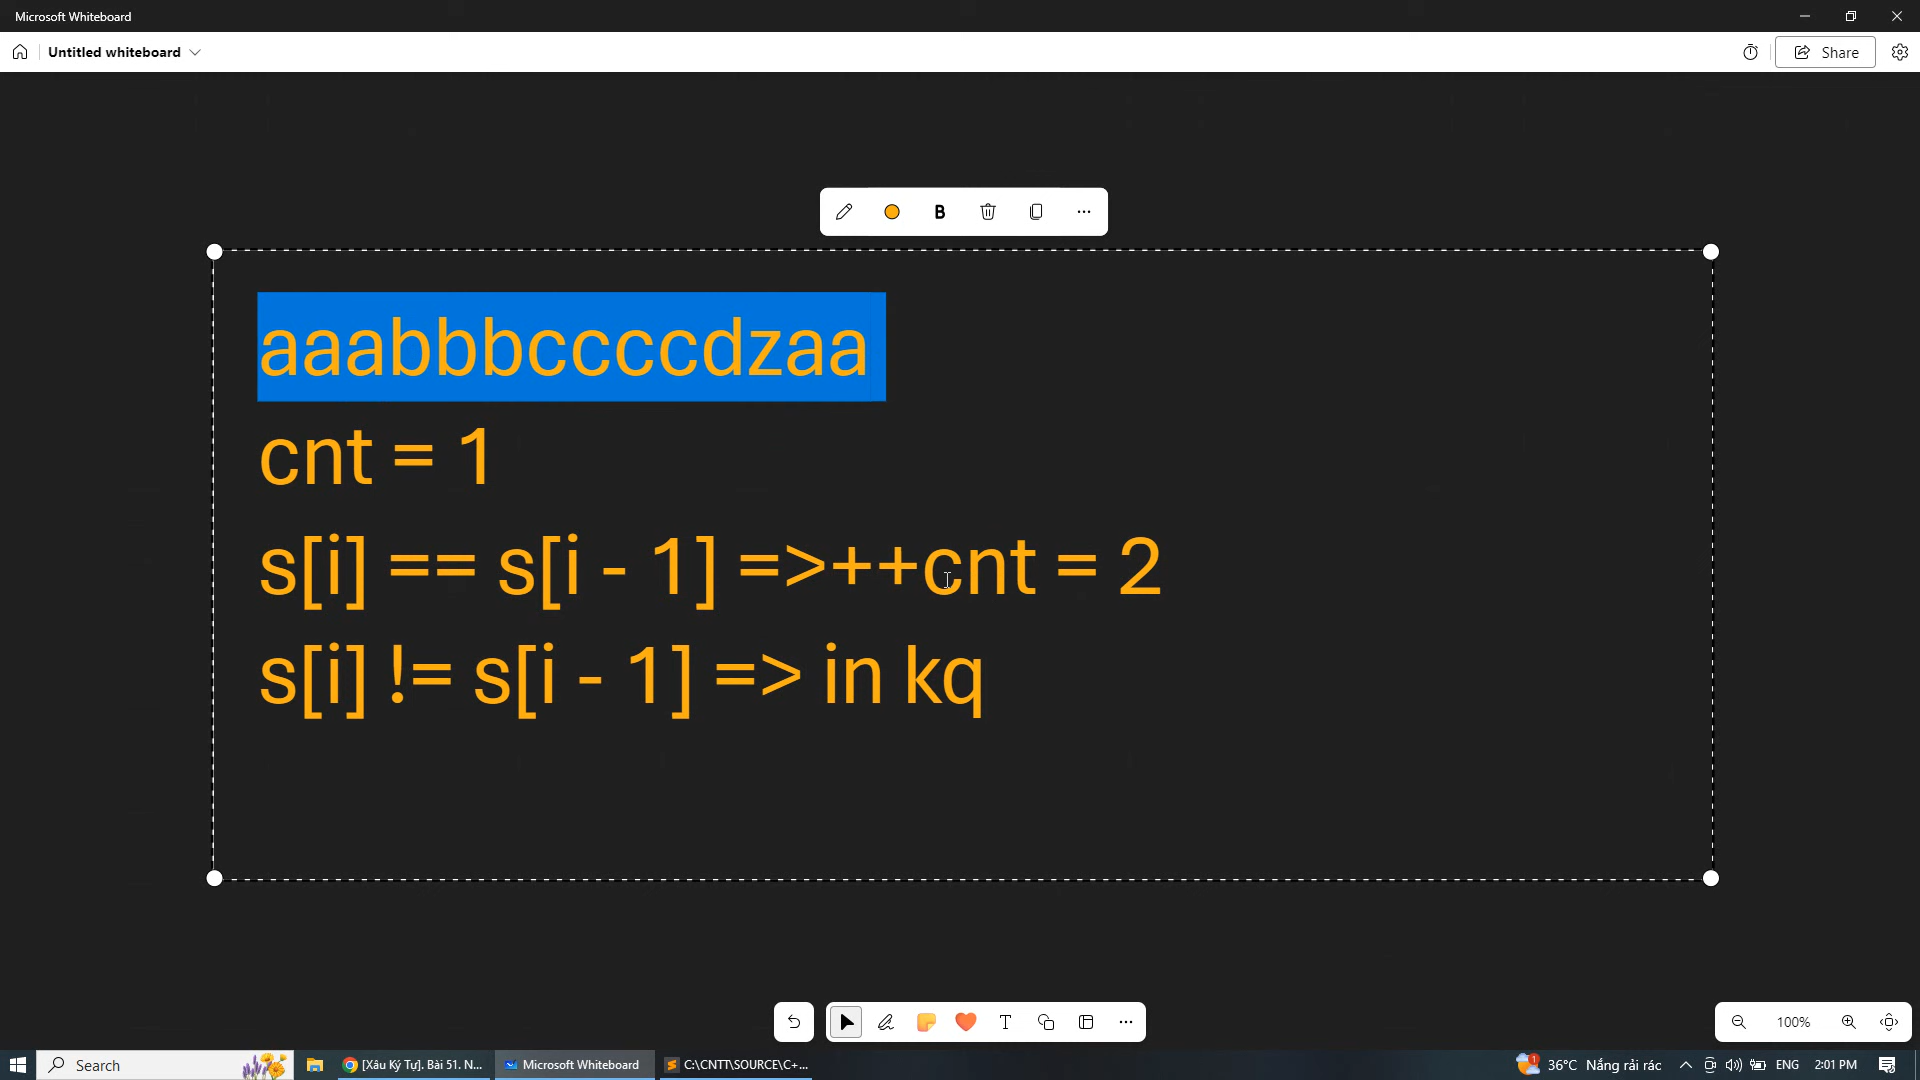 Microsoft Whiteboard
Untitled whiteboard
Share
B
aaabbbccccdzaa
cnt = 1
s[i] == s[i - 1] =>++cnt = 2
s[i] != s[i - 1] => in kq
100%
Search
[Xâu Ký Tự]. Bài 51. N...
Microsoft Whiteboard
C:\CNTT\SOURCE\C+...
1
36°C Nắng rải rác
ENG
2:01 PM